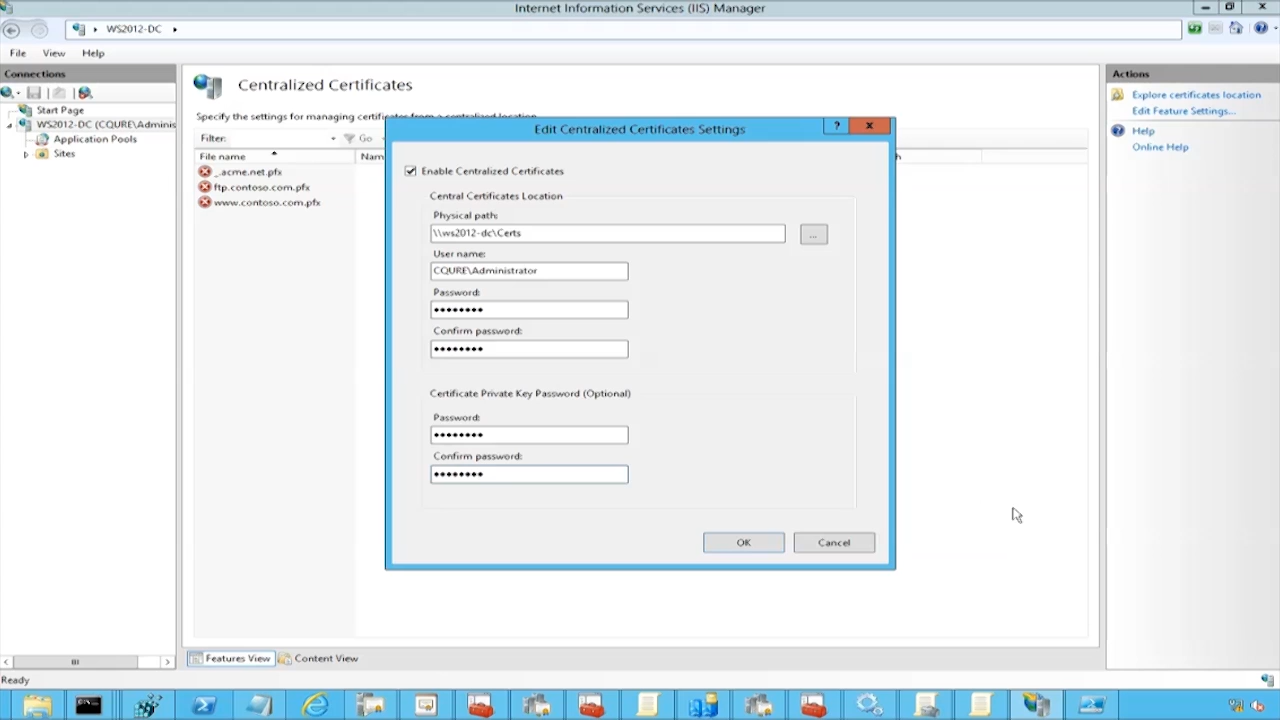 Internet Information Services (IIS) Manager
WS2012-DC
File View Help
Connections
Start Page
WS2012-DC (CQURE\Adminis
Application Pools
Sites
Centralized Certificates
Specify the settings for managing certificates from a centralized location.
Filter:
Go
File name
Nam
_.acme.net.pfx
ftp.contoso.com.pfx
www.contoso.com.pfx
Edit Centralized Certificates Settings
?
x
Enable Centralized Certificates
Central Certificates Location
Physical path:
\\ws2012-dc\Certs
...
User name:
CQURE\Administrator
Password:
Confirm password:
Certificate Private Key Password (Optional)
Password:
Confirm password:
OK
Cancel
Actions
Explore certificates location
Edit Feature Settings...
Help
Online Help
Features View
Content View
Ready